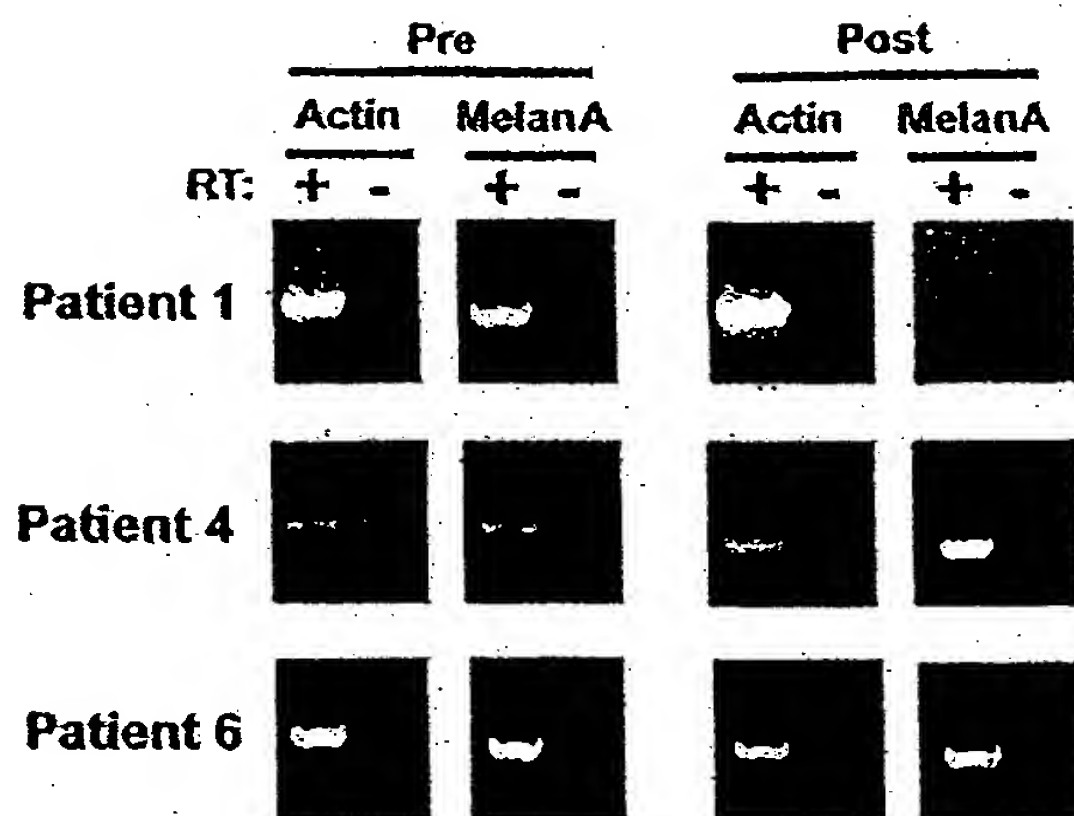 Pre Post
Actin MelanA Actin MelanA
RT: + - + - + - + -
Patient 1
Patient 4
Patient 6